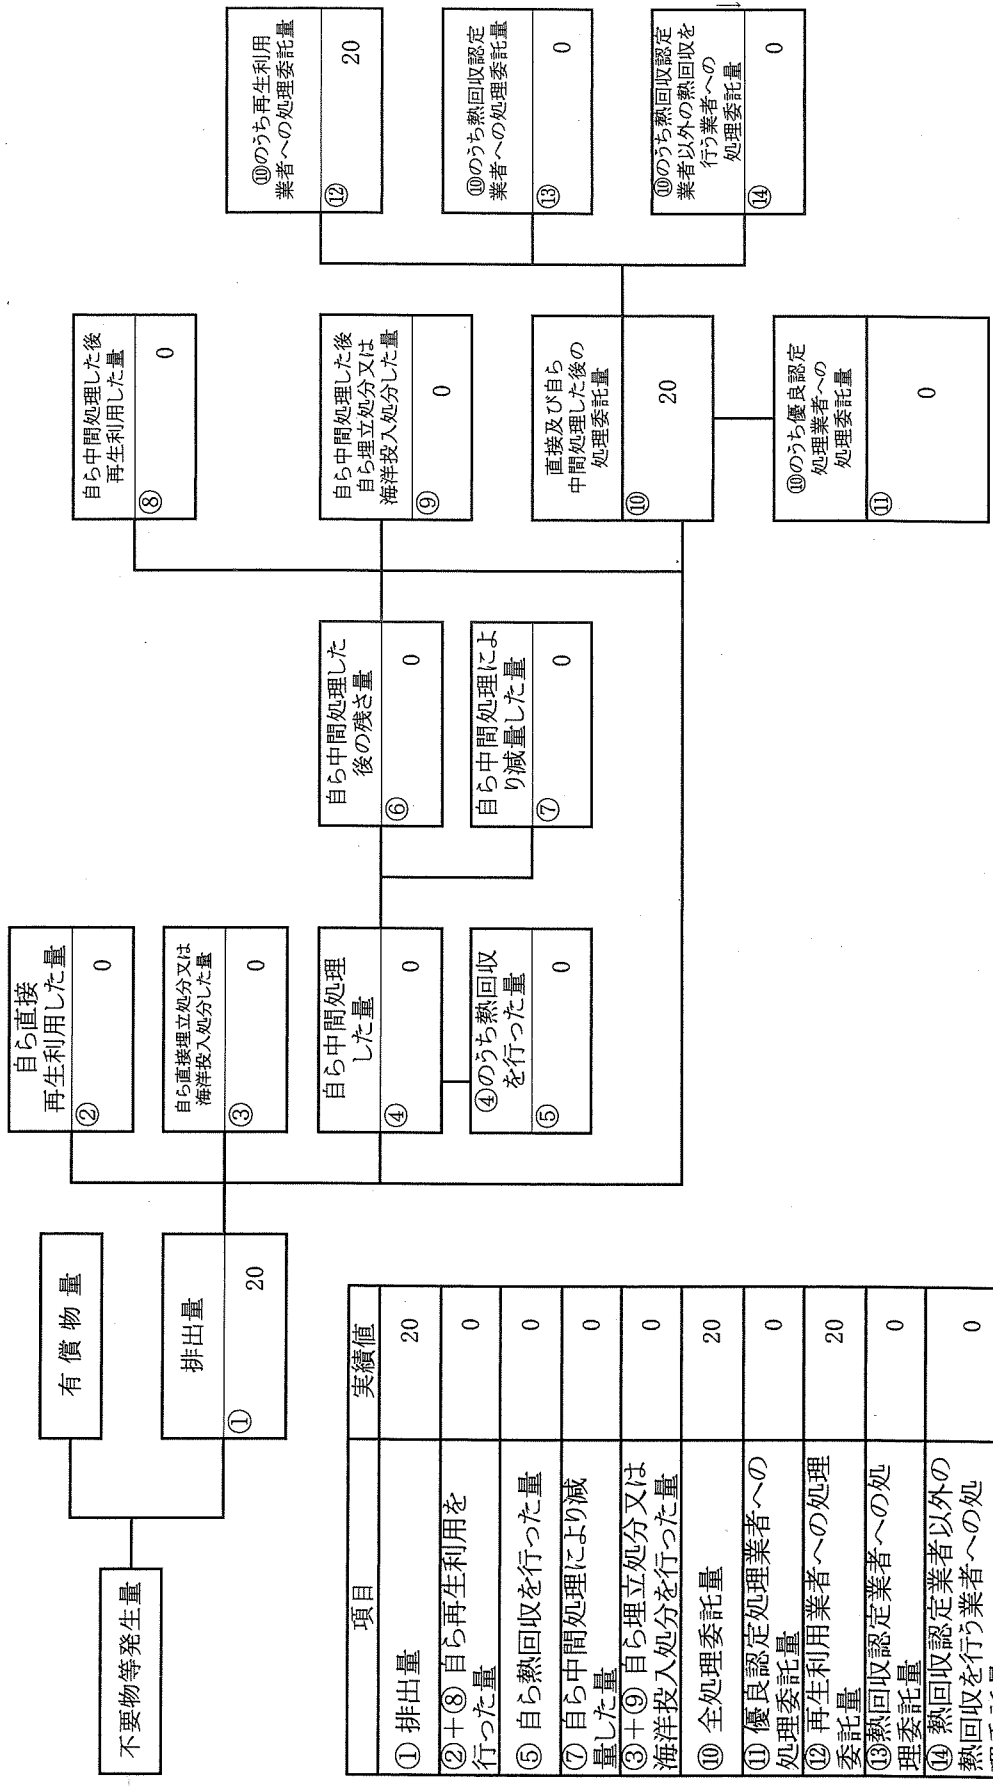 不要物等発生量
有償物量
排出量
①
20
自ら直接
再生利用した量
②
0
自ら直接埋立処分又は
海洋投入処分した量
③
0
自ら中間処理
した量
④
0
④のうち熱回収
を行った量
⑤
0
自ら中間処理した
後の残さ量
⑥
0
自ら中間処理によ
り減量した量
⑦
0
自ら中間処理した後
再生利用した量
⑧
0
自ら中間処理した後
自ら埋立処分又は
海洋投入処分した量
⑨
0
直接及び自ら
中間処理した後の
処理委託量
⑩
20
⑩のうち優良認定
処理業者への
処理委託量
⑪
0
⑩のうち再生利用
業者への処理委託量
⑫
20
⑩のうち熱回収認定
業者への処理委託量
⑬
0
⑩のうち熱回収認定
業者以外の熱回収を
行う業者への
処理委託量
⑭
0
項目 実績値
①排出量 20
②+⑧ 自ら再生利用を
行った量 0
⑤ 自ら熱回収を行った量 0
⑦ 自ら中間処理により減
量した量 0
③+⑨ 自ら埋立処分又は
海洋投入処分を行った量 0
⑩ 全処理委託量 20
⑪ 優良認定処理業者への
処理委託量 0
⑫ 再生利用業者への処理
委託量 20
⑬熱回収認定業者への処
理委託量 0
⑭ 熱回収認定業者以外の
熱回収を行う業者への処 0